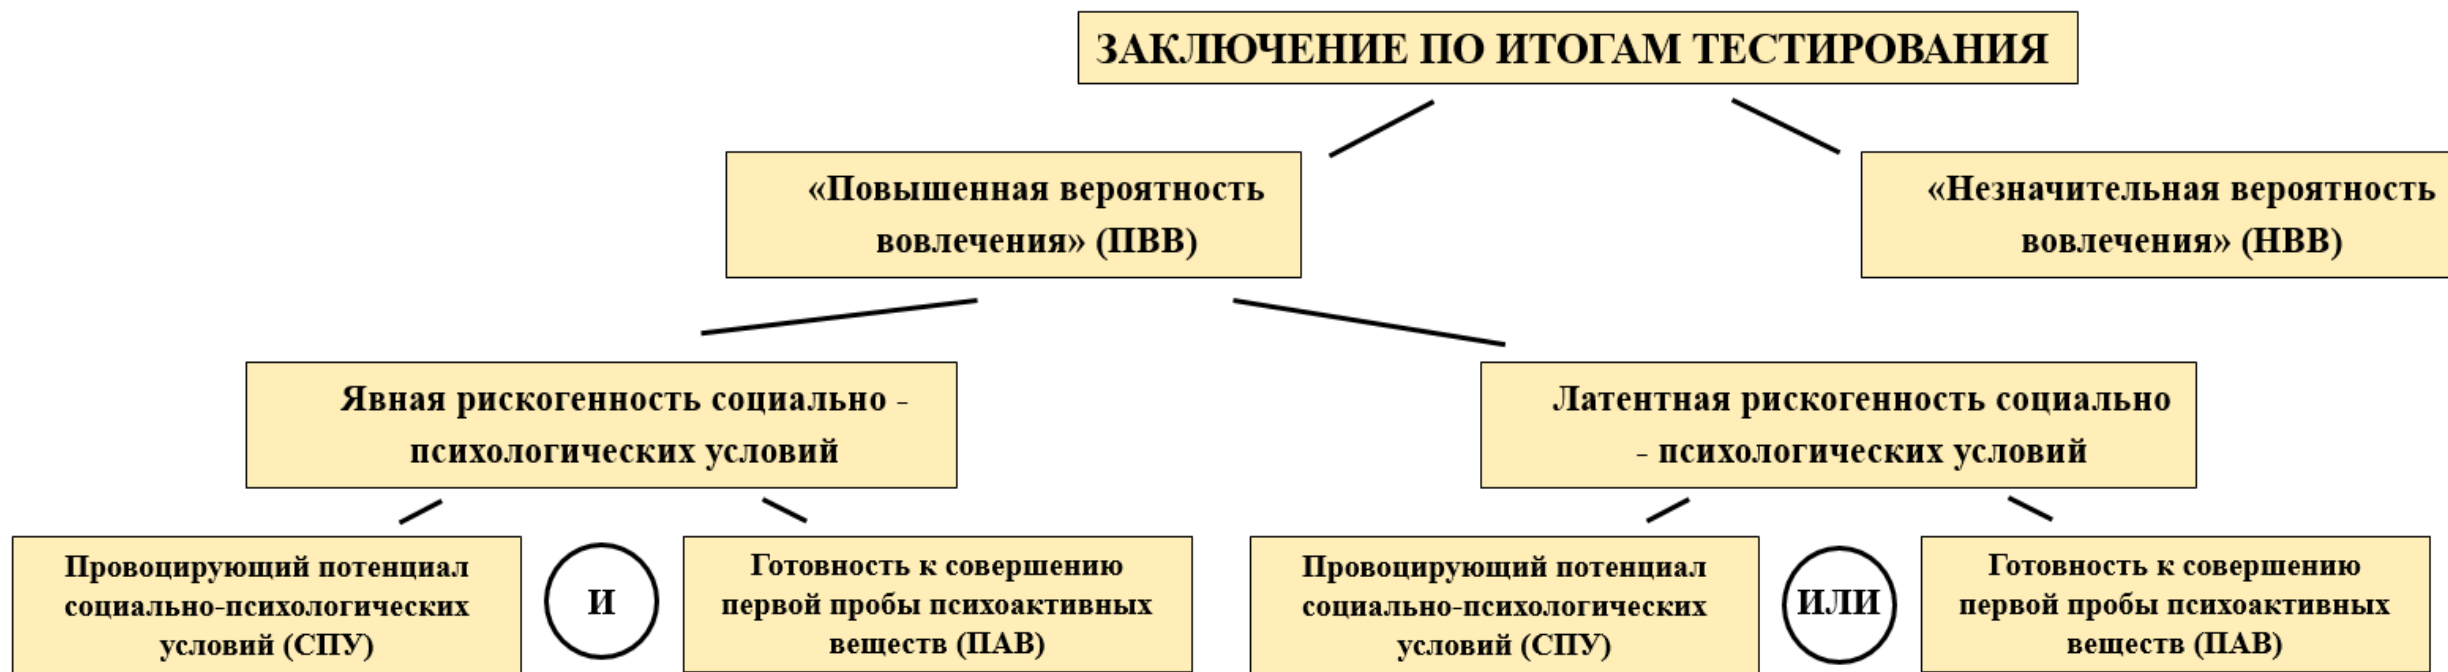 ЗАКЛЮЧЕНИЕ ПО ИТОГАМ ТЕСТИРОВАНИЯ
«Повышенная вероятность
вовлечения» (ПВВ)
«Незначительная вероятность
вовлечения» (НВВ)
Явная рискогенность социально -
психологических условий
Латентная рискогенность социально
- психологических условий
Провоцирующий потенциал
социально-психологических
условий (СПУ)
И
Готовность к совершению
первой пробы психоактивных
веществ (ПАВ)
Провоцирующий потенциал
социально-психологических
условий (СПУ)
ИЛИ
Готовность к совершению
первой пробы психоактивных
веществ (ПАВ)